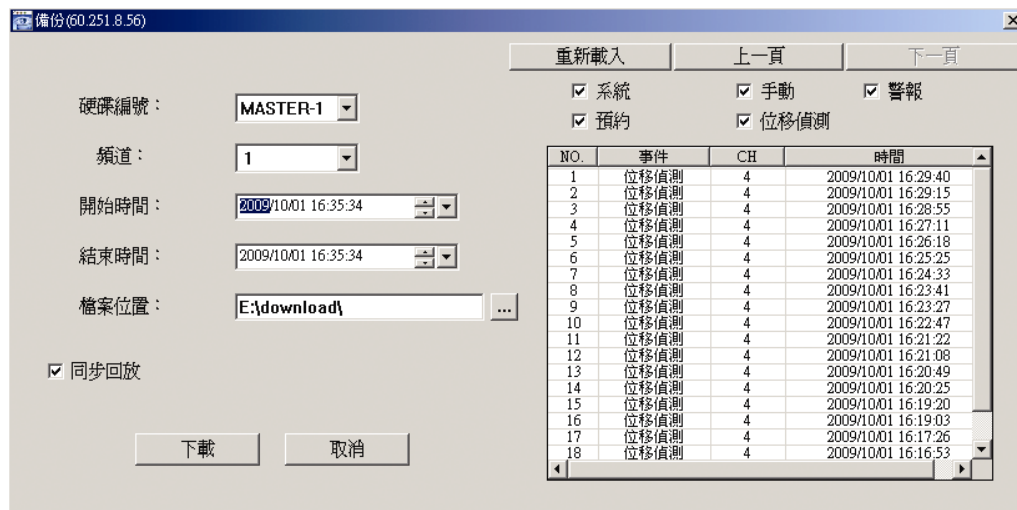 備份(60.251.8.56)
重新載入 上一頁 下一頁
系統 手動 警報
預約 位移偵測
硬碟編號： MASTER-1
頻道： 1
開始時間： 2009/10/01 16:35:34
結束時間： 2009/10/01 16:35:34
檔案位置： E:\download\ ...
同步回放
下載 取消
NO. 事件 CH 時間
1 位移偵測 4 2009/10/01 16:29:40
2 位移偵測 4 2009/10/01 16:29:15
3 位移偵測 4 2009/10/01 16:28:55
4 位移偵測 4 2009/10/01 16:27:11
5 位移偵測 4 2009/10/01 16:26:18
6 位移偵測 4 2009/10/01 16:25:25
7 位移偵測 4 2009/10/01 16:24:33
8 位移偵測 4 2009/10/01 16:23:41
9 位移偵測 4 2009/10/01 16:23:27
10 位移偵測 4 2009/10/01 16:22:47
11 位移偵測 4 2009/10/01 16:21:22
12 位移偵測 4 2009/10/01 16:21:08
13 位移偵測 4 2009/10/01 16:20:49
14 位移偵測 4 2009/10/01 16:20:25
15 位移偵測 4 2009/10/01 16:19:20
16 位移偵測 4 2009/10/01 16:19:03
17 位移偵測 4 2009/10/01 16:17:26
18 位移偵測 4 2009/10/01 16:16:53